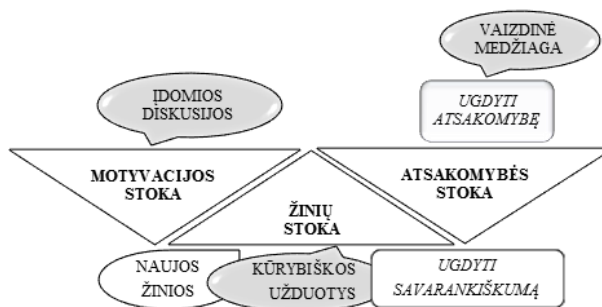 VAIZDINĖ
MEDŽIAGA
ĮDOMIOS
DISKUSIJOS
UGDYTI
ATSAKOMYBĘ
MOTYVACIJOS
STOKA
ŽINIŲ
STOKA
ATSAKOMYBĖS
STOKA
NAUJOS
ŽINIOS
KŪRYBIŠKOS
UŽDUOTYS
UGDYTI
SAVARANKIŠKUMĄ